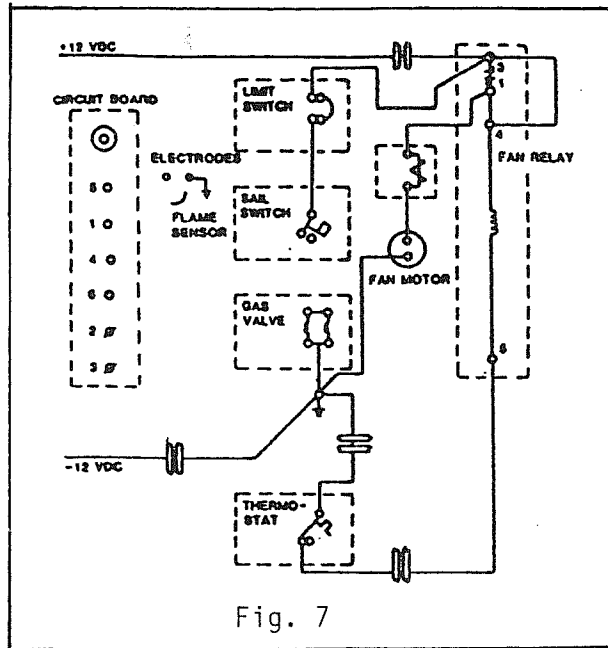 +12 VDC
CIRCUIT BOARD
5
1
4
6
2
3
ELECTRODES
FLAME
SENSOR
LIMIT
SWITCH
SAIL
SWITCH
GAS
VALVE
FAN MOTOR
3
1
4
FAN RELAY
5
-12 VDC
THERMO-
STAT
Fig. 7